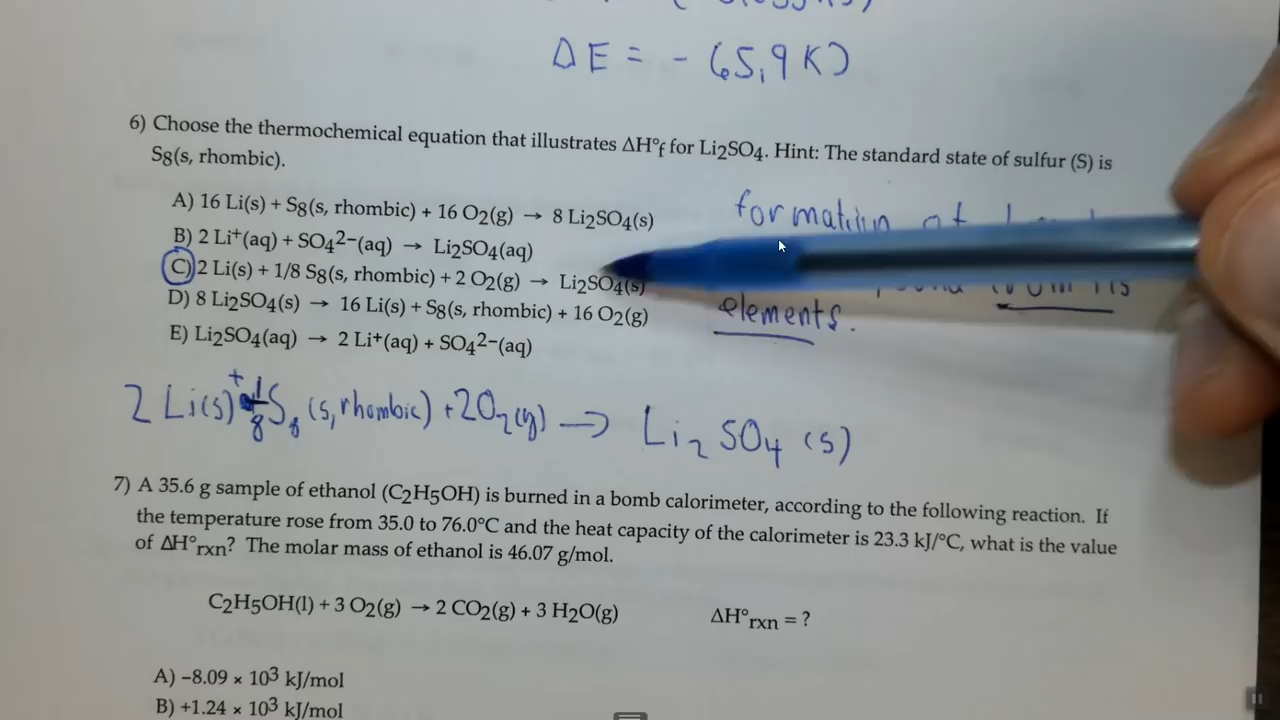 ΔE = - 65,9 KJ
6) Choose the thermochemical equation that illustrates ΔH°f for Li2SO4. Hint: The standard state of sulfur (S) is
S8(s, rhombic).
A) 16 Li(s) + S8(s, rhombic) + 16 O2(g) → 8 Li2SO4(s)
B) 2 Li+(aq) + SO42−(aq) → Li2SO4(aq)
C) 2 Li(s) + 1/8 S8(s, rhombic) + 2 O2(g) → Li2SO4(s)
D) 8 Li2SO4(s) → 16 Li(s) + S8(s, rhombic) + 16 O2(g)
E) Li2SO4(aq) → 2 Li+(aq) + SO42−(aq)
formation of
elements.
2 Li(s) + 1/8 S8 (s, rhombic) + 2O2(g) → Li2SO4 (s)
7) A 35.6 g sample of ethanol (C2H5OH) is burned in a bomb calorimeter, according to the following reaction. If
the temperature rose from 35.0 to 76.0°C and the heat capacity of the calorimeter is 23.3 kJ/°C, what is the value
of ΔH°rxn? The molar mass of ethanol is 46.07 g/mol.
C2H5OH(l) + 3 O2(g) → 2 CO2(g) + 3 H2O(g) ΔH°rxn = ?
A) −8.09 × 103 kJ/mol
B) +1.24 × 103 kJ/mol